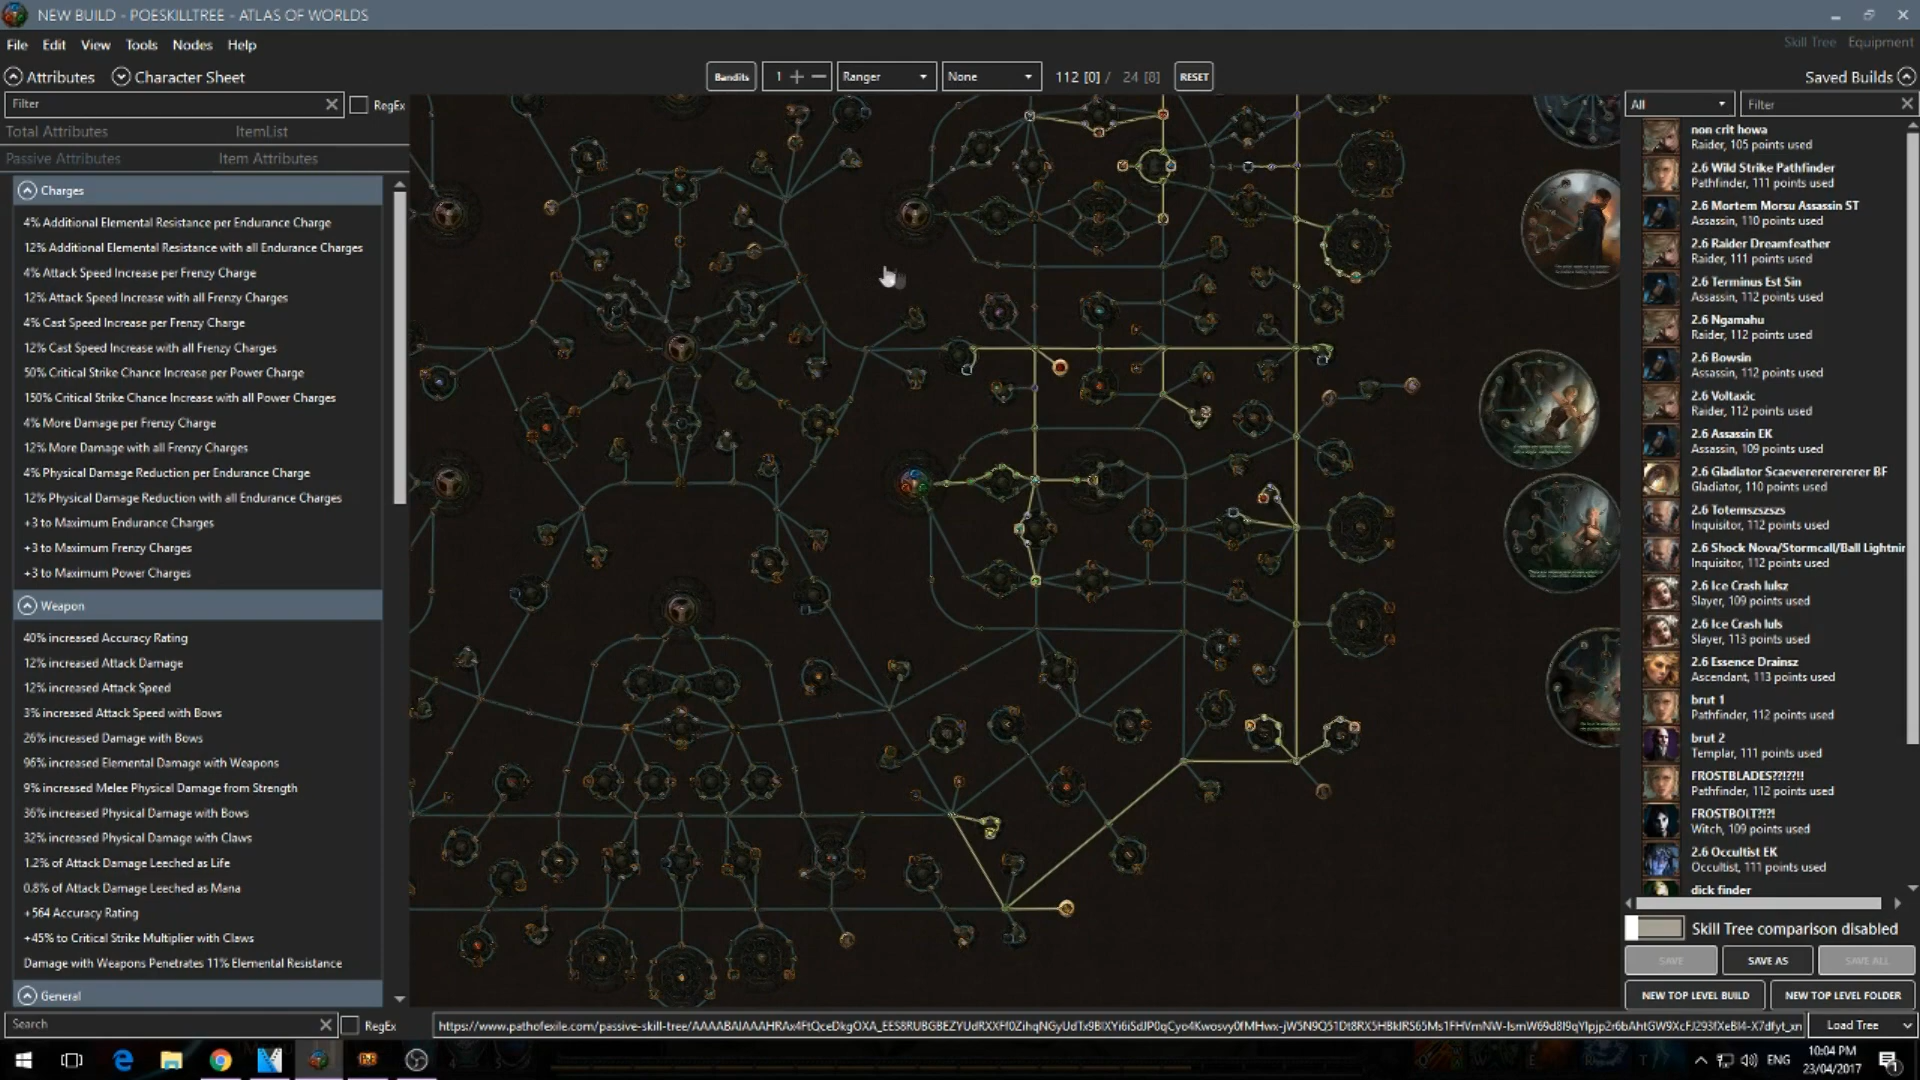 NEW BUILD - POESKILLTREE - ATLAS OF WORLDS
File Edit View Tools Nodes Help
Skill Tree Equipment
Attributes Character Sheet
Bandits 1 + − Ranger None 112 [0] / 24 [8] RESET
Saved Builds
Filter RegEx
All Filter
Total Attributes ItemList
Passive Attributes Item Attributes
Charges
4% Additional Elemental Resistance per Endurance Charge
12% Additional Elemental Resistance with all Endurance Charges
4% Attack Speed Increase per Frenzy Charge
12% Attack Speed Increase with all Frenzy Charges
4% Cast Speed Increase per Frenzy Charge
12% Cast Speed Increase with all Frenzy Charges
50% Critical Strike Chance Increase per Power Charge
150% Critical Strike Chance Increase with all Power Charges
4% More Damage per Frenzy Charge
12% More Damage with all Frenzy Charges
4% Physical Damage Reduction per Endurance Charge
12% Physical Damage Reduction with all Endurance Charges
+3 to Maximum Endurance Charges
+3 to Maximum Frenzy Charges
+3 to Maximum Power Charges
Weapon
40% increased Accuracy Rating
12% increased Attack Damage
12% increased Attack Speed
3% increased Attack Speed with Bows
26% increased Damage with Bows
96% increased Elemental Damage with Weapons
9% increased Melee Physical Damage from Strength
36% increased Physical Damage with Bows
32% increased Physical Damage with Claws
1.2% of Attack Damage Leeched as Life
0.8% of Attack Damage Leeched as Mana
+564 Accuracy Rating
+45% to Critical Strike Multiplier with Claws
Damage with Weapons Penetrates 11% Elemental Resistance
General
non crit howa
Raider, 105 points used
2.6 Wild Strike Pathfinder
Pathfinder, 111 points used
2.6 Mortem Morsu Assassin ST
Assassin, 110 points used
2.6 Raider Dreamfeather
Raider, 111 points used
2.6 Terminus Est Sin
Assassin, 112 points used
2.6 Ngamahu
Raider, 112 points used
2.6 Bowsin
Assassin, 112 points used
2.6 Voltaxic
Raider, 112 points used
2.6 Assassin EK
Assassin, 109 points used
2.6 Gladiator Scaeverererererer BF
Gladiator, 110 points used
2.6 Totemszszszs
Inquisitor, 112 points used
2.6 Shock Nova/Stormcall/Ball Lightnir
Inquisitor, 112 points used
2.6 Ice Crash lulsz
Slayer, 109 points used
2.6 Ice Crash luls
Slayer, 113 points used
2.6 Essence Drainsz
Ascendant, 113 points used
brut 1
Pathfinder, 112 points used
brut 2
Templar, 111 points used
FROSTBLADES??!??!!
Pathfinder, 112 points used
FROSTBOLT?!?!
Witch, 109 points used
2.6 Occultist EK
Occultist, 111 points used
dick finder
Skill Tree comparison disabled
SAVE SAVE AS SAVE ALL
NEW TOP LEVEL BUILD NEW TOP LEVEL FOLDER
Search RegEx
Load Tree
ENG
10:04 PM
23/04/2017